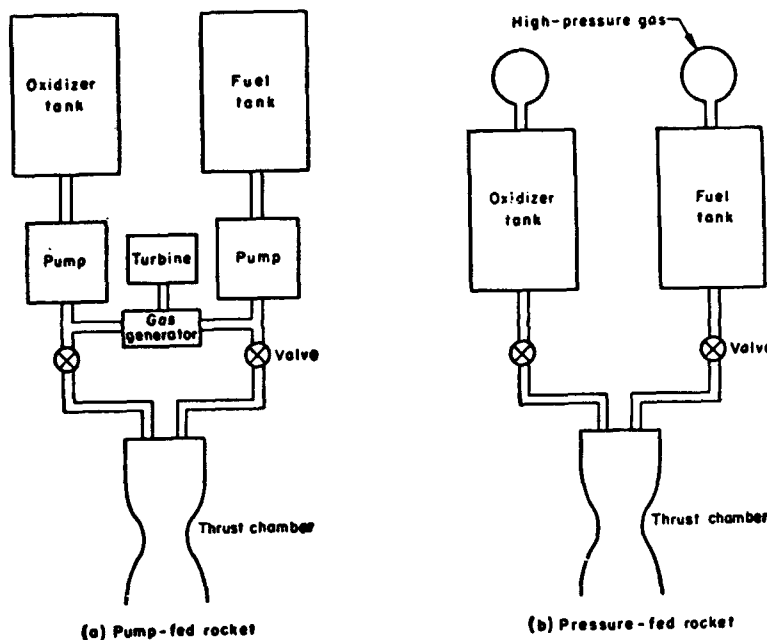 Oxidizer
tank
Fuel
tank
Pump
Turbine
Pump
Gas
generator
Valve
Thrust chamber
(a) Pump-fed rocket
High-pressure gas
Oxidizer
tank
Fuel
tank
Valve
Thrust chamber
(b) Pressure-fed rocket